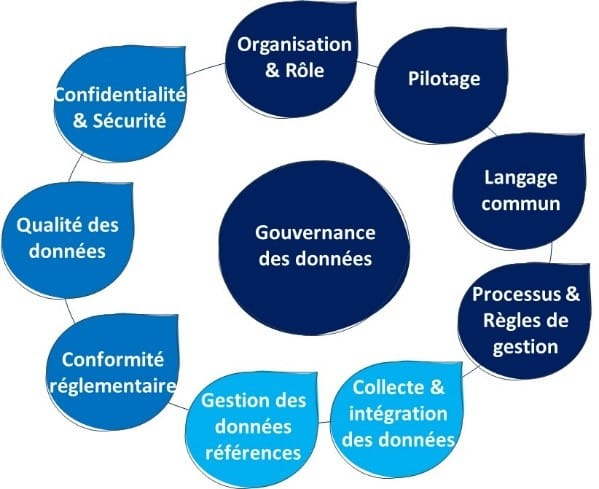 Organisation
& Rôle
Pilotage
Langage
commun
Processus &
Règles de
gestion
Collecte &
intégration
des données
Gestion des
données
références
Conformité
réglementaire
Qualité des
données
Confidentialité
& Sécurité
Gouvernance
des données